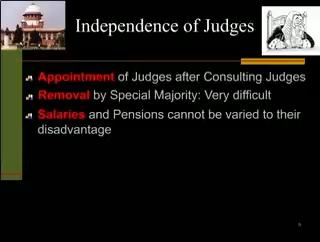 Independence of Judges
Appointment of Judges after Consulting Judges
Removal by Special Majority: Very difficult
Salaries and Pensions cannot be varied to their
disadvantage